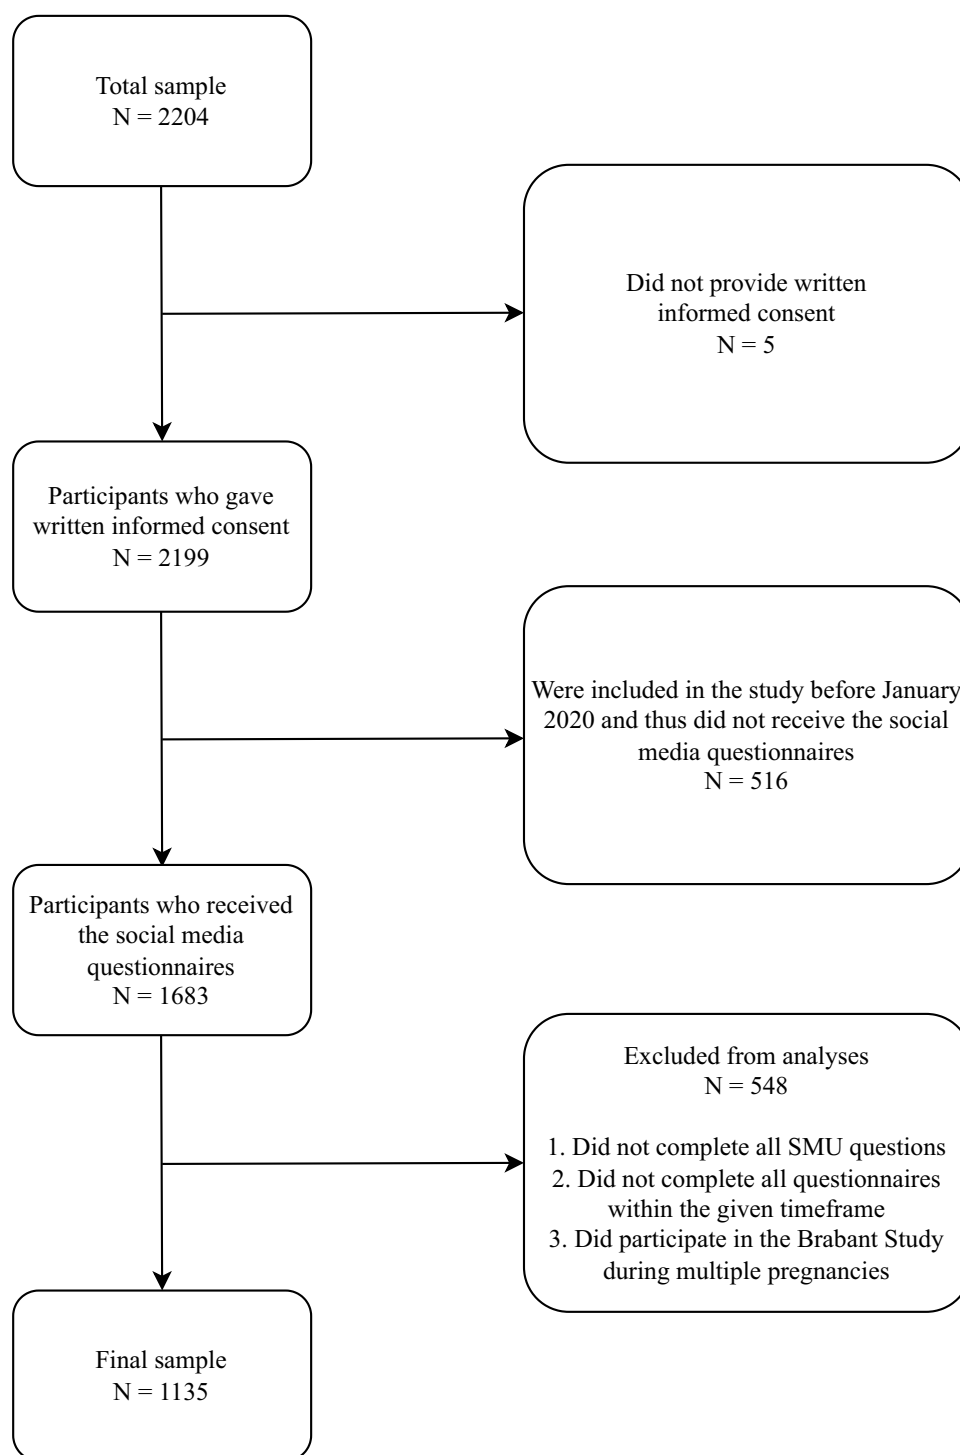 Total sample
N = 2204
Did not provide written
informed consent
N = 5
Participants who gave
written informed consent
N = 2199
Were included in the study before January
2020 and thus did not receive the social
media questionnaires
N = 516
Participants who received
the social media
questionnaires
N = 1683
Excluded from analyses
N = 548
1. Did not complete all SMU questions
2. Did not complete all questionnaires
within the given timeframe
3. Did participate in the Brabant Study
during multiple pregnancies
Final sample
N = 1135